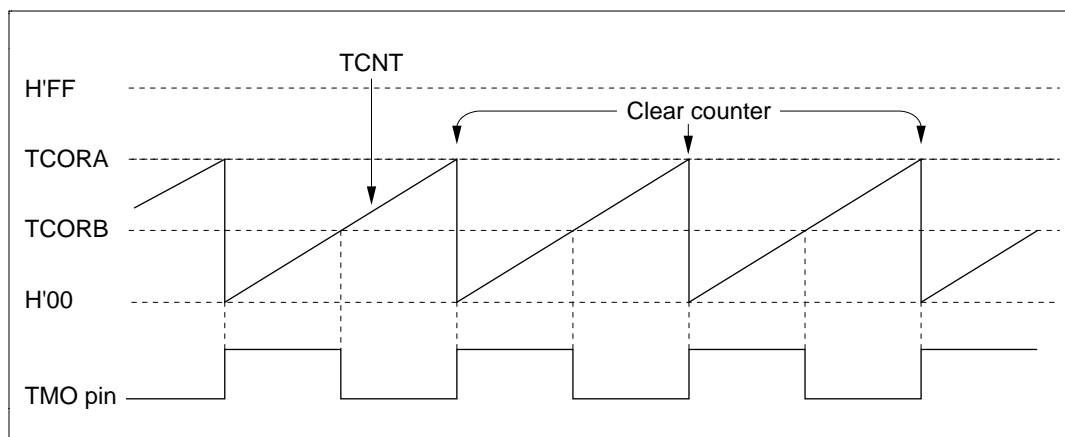 TCNT
H'FF
Clear counter
TCORA
TCORB
H'00
TMO pin